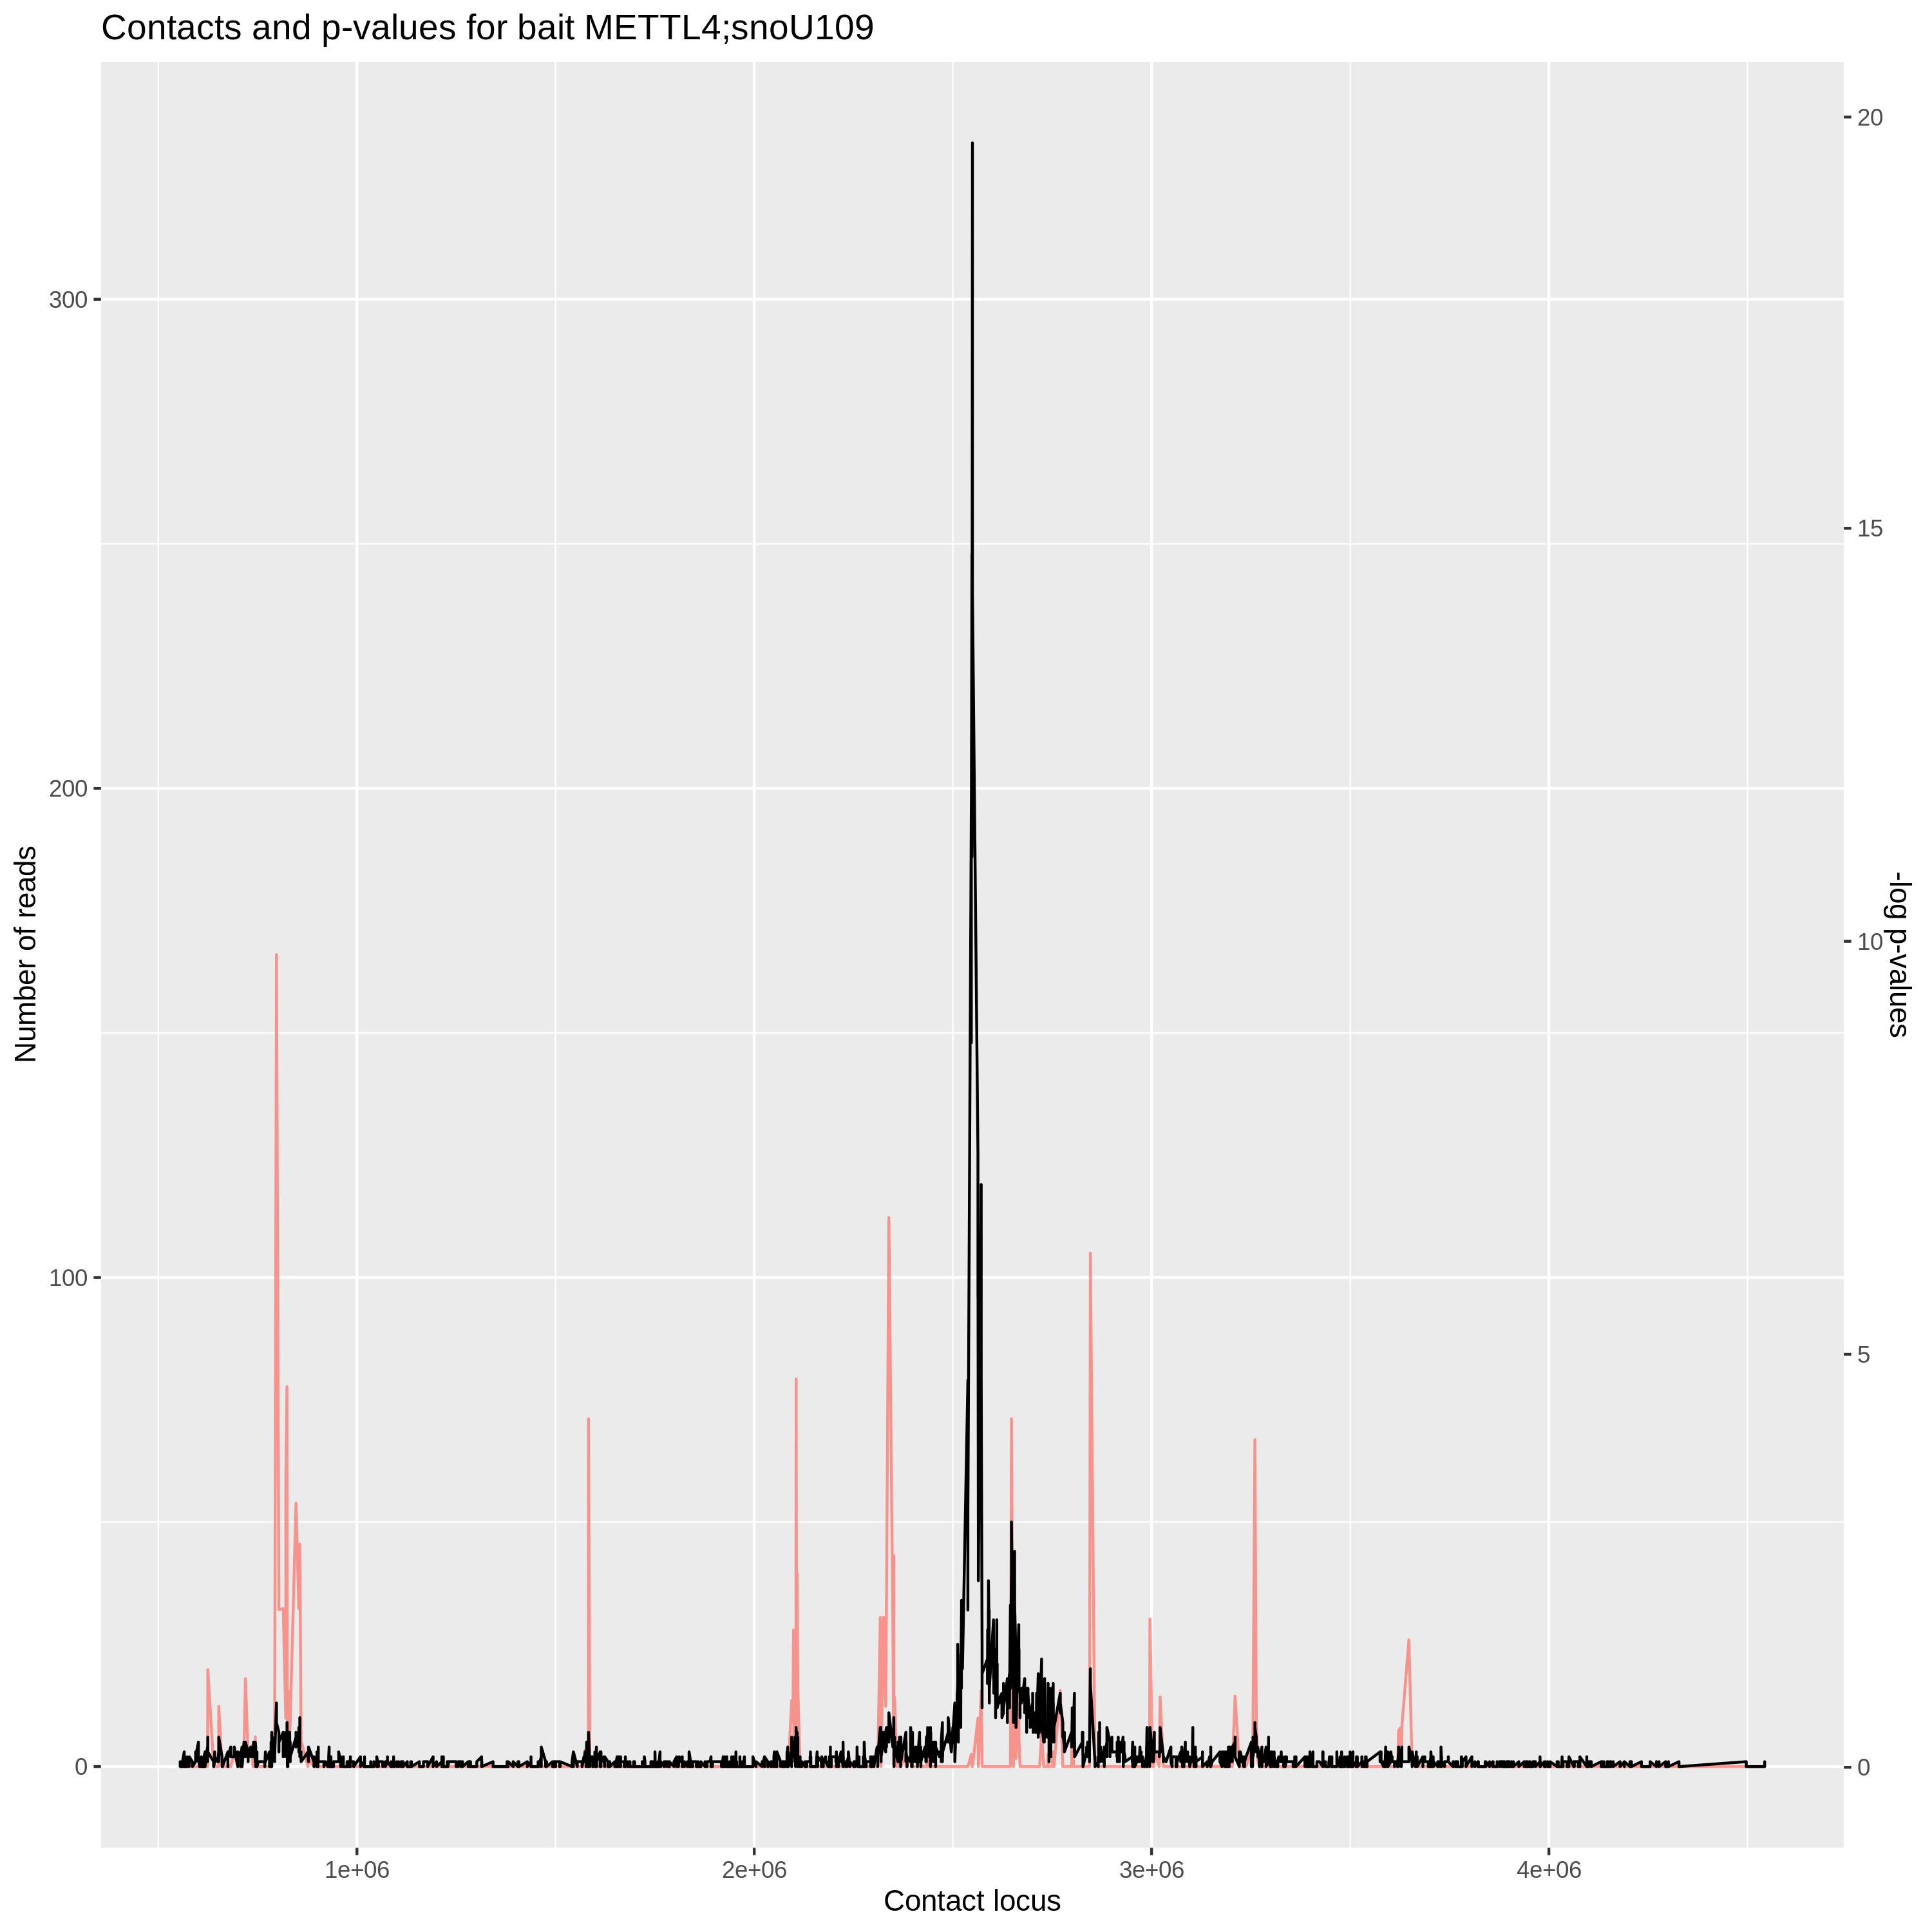 Contacts and p-values for bait METTL4;snoU109
300
200
100
0
Number of reads
20
15
10
5
0
-log p-values
1e+06
2e+06
3e+06
4e+06
Contact locus